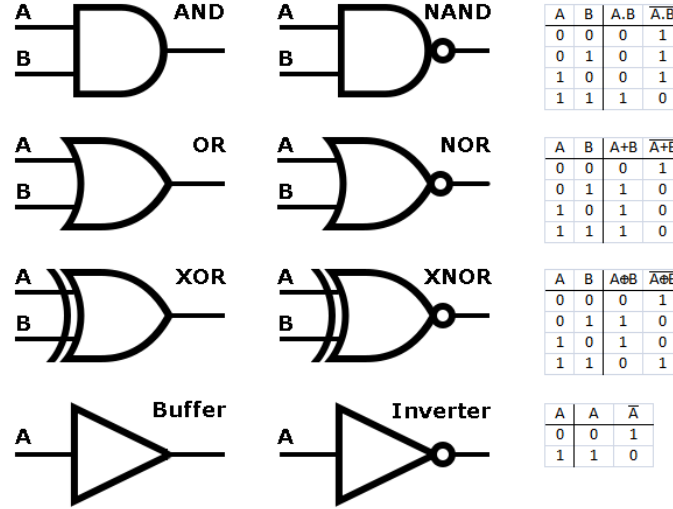 A AND
B
A NAND
B
A B A.B A̅.̅B̅
0 0 0 1
0 1 0 1
1 0 0 1
1 1 1 0
A OR
B
A NOR
B
A B A+B A̅+̅B̅
0 0 0 1
0 1 1 0
1 0 1 0
1 1 1 0
A XOR
B
A XNOR
B
A B A⊕B A̅⊕̅B̅
0 0 0 1
0 1 1 0
1 0 1 0
1 1 0 1
Buffer
A
Inverter
A
A A A̅
0 0 1
1 1 0